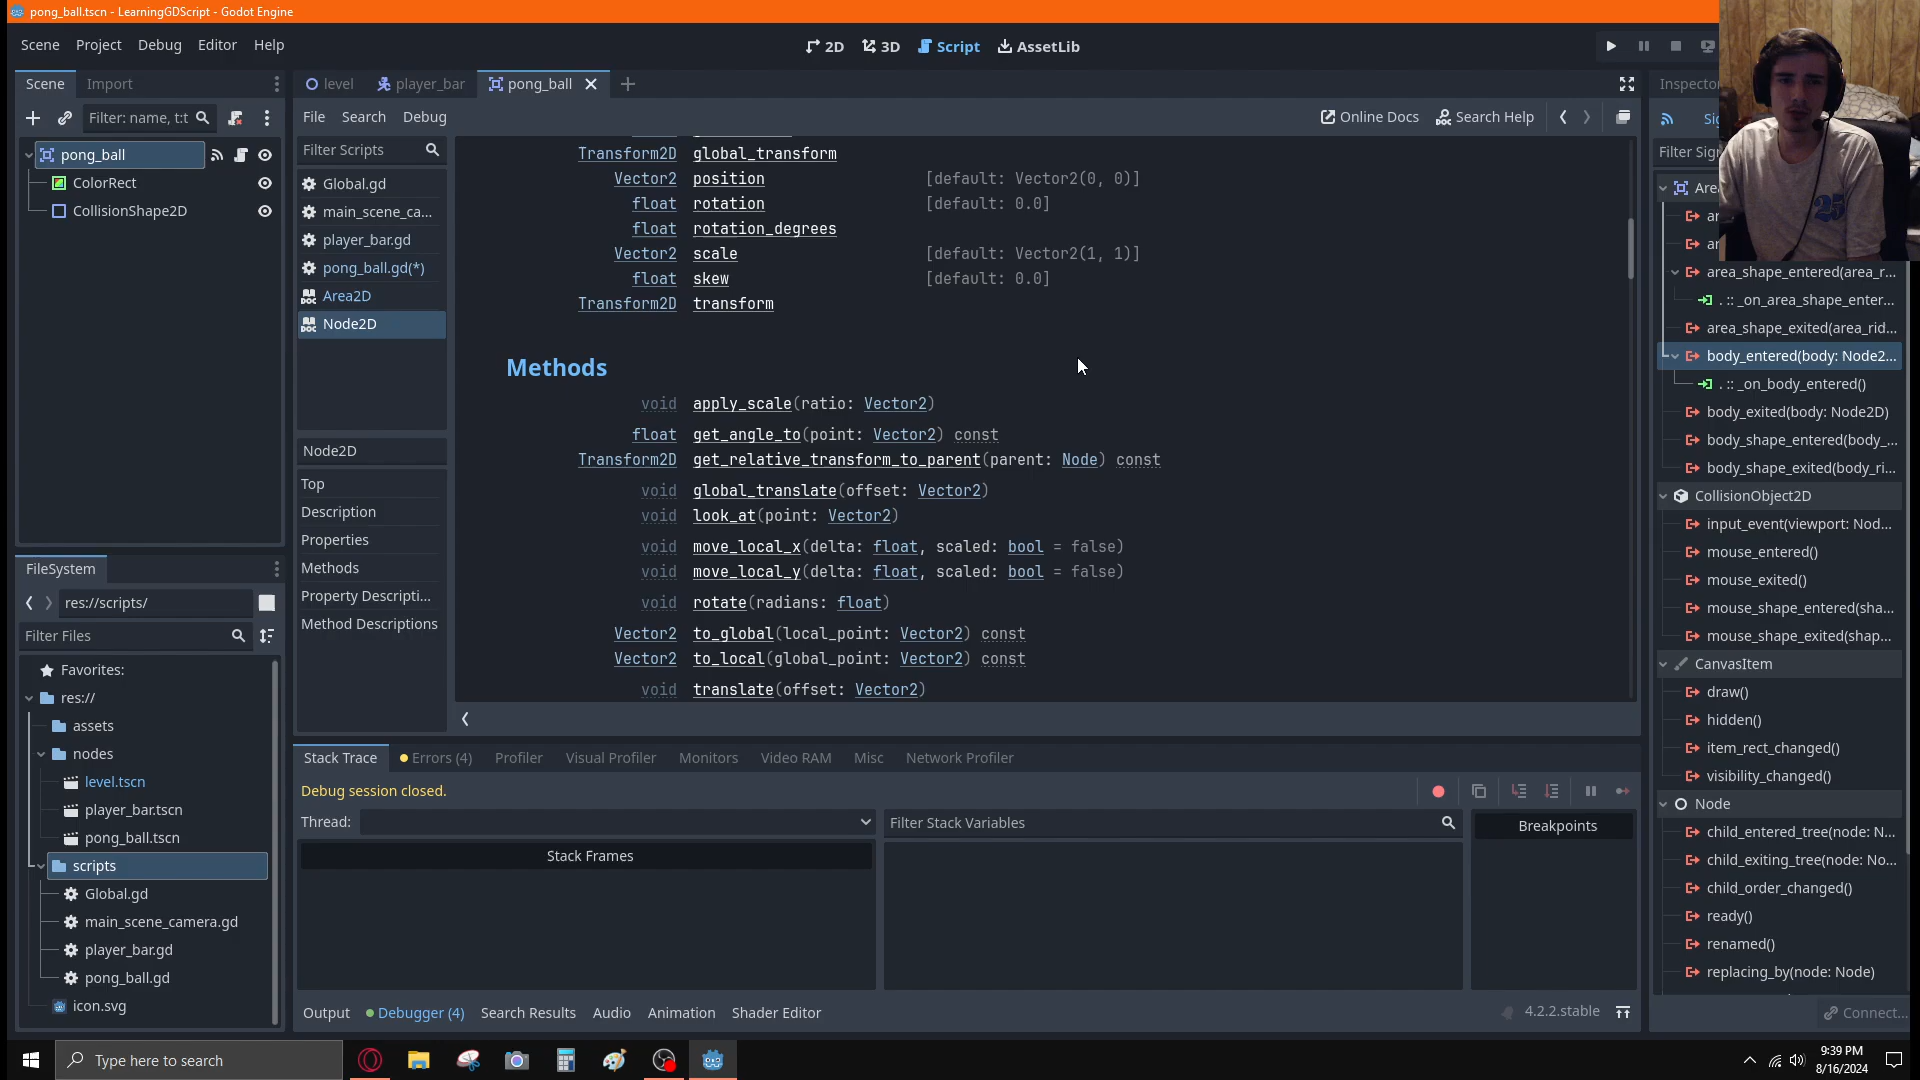 pong_ball.tscn - LearningGDScript - Godot Engine
Scene Project Debug Editor Help
2D 3D Script AssetLib
Scene Import
level player_bar pong_ball
Inspecto
Filter: name, t:t
File Search Debug
Online Docs Search Help
Sig
Filter Scripts
Filter Sig
pong_ball
ColorRect
CollisionShape2D
Global.gd
main_scene_ca...
player_bar.gd
pong_ball.gd(*)
Area2D
Node2D
Node2D
Top
Description
Properties
Methods
Property Descripti...
Method Descriptions
Transform2D global_transform
Vector2 position [default: Vector2(0, 0)]
float rotation [default: 0.0]
float rotation_degrees
Vector2 scale [default: Vector2(1, 1)]
float skew [default: 0.0]
Transform2D transform
Methods
void apply_scale(ratio: Vector2)
float get_angle_to(point: Vector2) const
Transform2D get_relative_transform_to_parent(parent: Node) const
void global_translate(offset: Vector2)
void look_at(point: Vector2)
void move_local_x(delta: float, scaled: bool = false)
void move_local_y(delta: float, scaled: bool = false)
void rotate(radians: float)
Vector2 to_global(local_point: Vector2) const
Vector2 to_local(global_point: Vector2) const
void translate(offset: Vector2)
Are
ar
ar
area_shape_entered(area_r...
. :: _on_area_shape_enter...
area_shape_exited(area_rid...
body_entered(body: Node2...
. :: _on_body_entered()
body_exited(body: Node2D)
body_shape_entered(body_...
body_shape_exited(body_ri...
CollisionObject2D
input_event(viewport: Nod...
mouse_entered()
mouse_exited()
mouse_shape_entered(sha...
mouse_shape_exited(shap...
CanvasItem
draw()
hidden()
item_rect_changed()
visibility_changed()
Node
child_entered_tree(node: N...
child_exiting_tree(node: No...
child_order_changed()
ready()
renamed()
replacing_by(node: Node)
Connect...
25
FileSystem
res://scripts/
Filter Files
Favorites:
res://
assets
nodes
level.tscn
player_bar.tscn
pong_ball.tscn
scripts
Global.gd
main_scene_camera.gd
player_bar.gd
pong_ball.gd
icon.svg
Stack Trace Errors (4) Profiler Visual Profiler Monitors Video RAM Misc Network Profiler
Debug session closed.
Thread:
Filter Stack Variables
Breakpoints
Stack Frames
Output Debugger (4) Search Results Audio Animation Shader Editor
4.2.2.stable
Type here to search
9:39 PM
8/16/2024